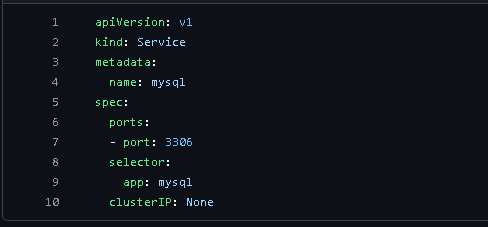 1 apiVersion: v1
2 kind: Service
3 metadata:
4   name: mysql
5 spec:
6   ports:
7   - port: 3306
8   selector:
9     app: mysql
10   clusterIP: None